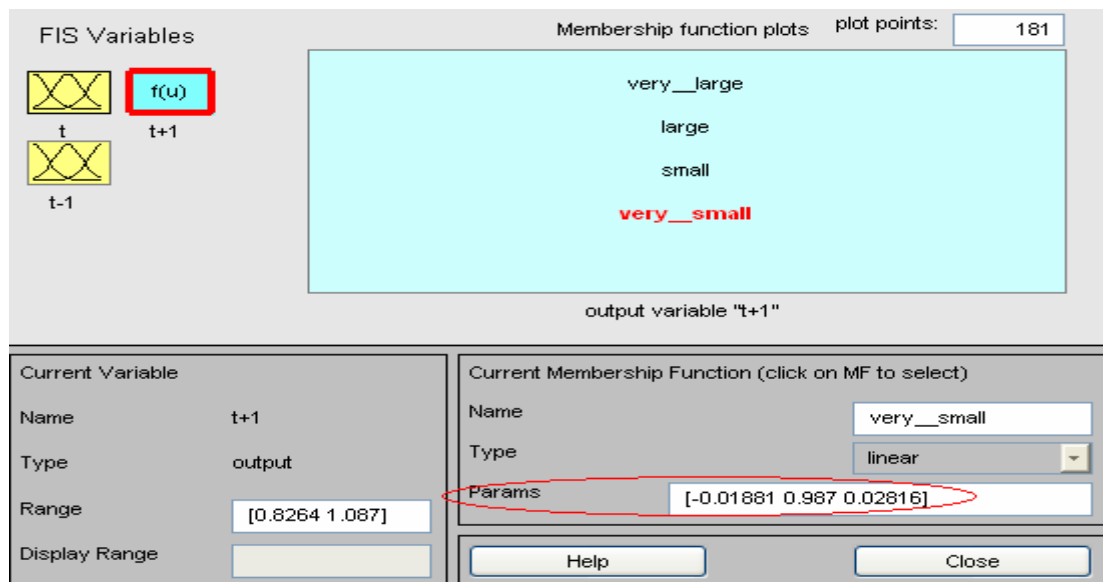 FIS Variables
Membership function plots plot points: 181
f(u)
t t+1
t-1
very__large
large
small
very__small
output variable "t+1"
Current Variable
Name t+1
Type output
Range [0.8264 1.087]
Display Range
Current Membership Function (click on MF to select)
Name very__small
Type linear
Params [-0.01881 0.987 0.02816]
Help Close